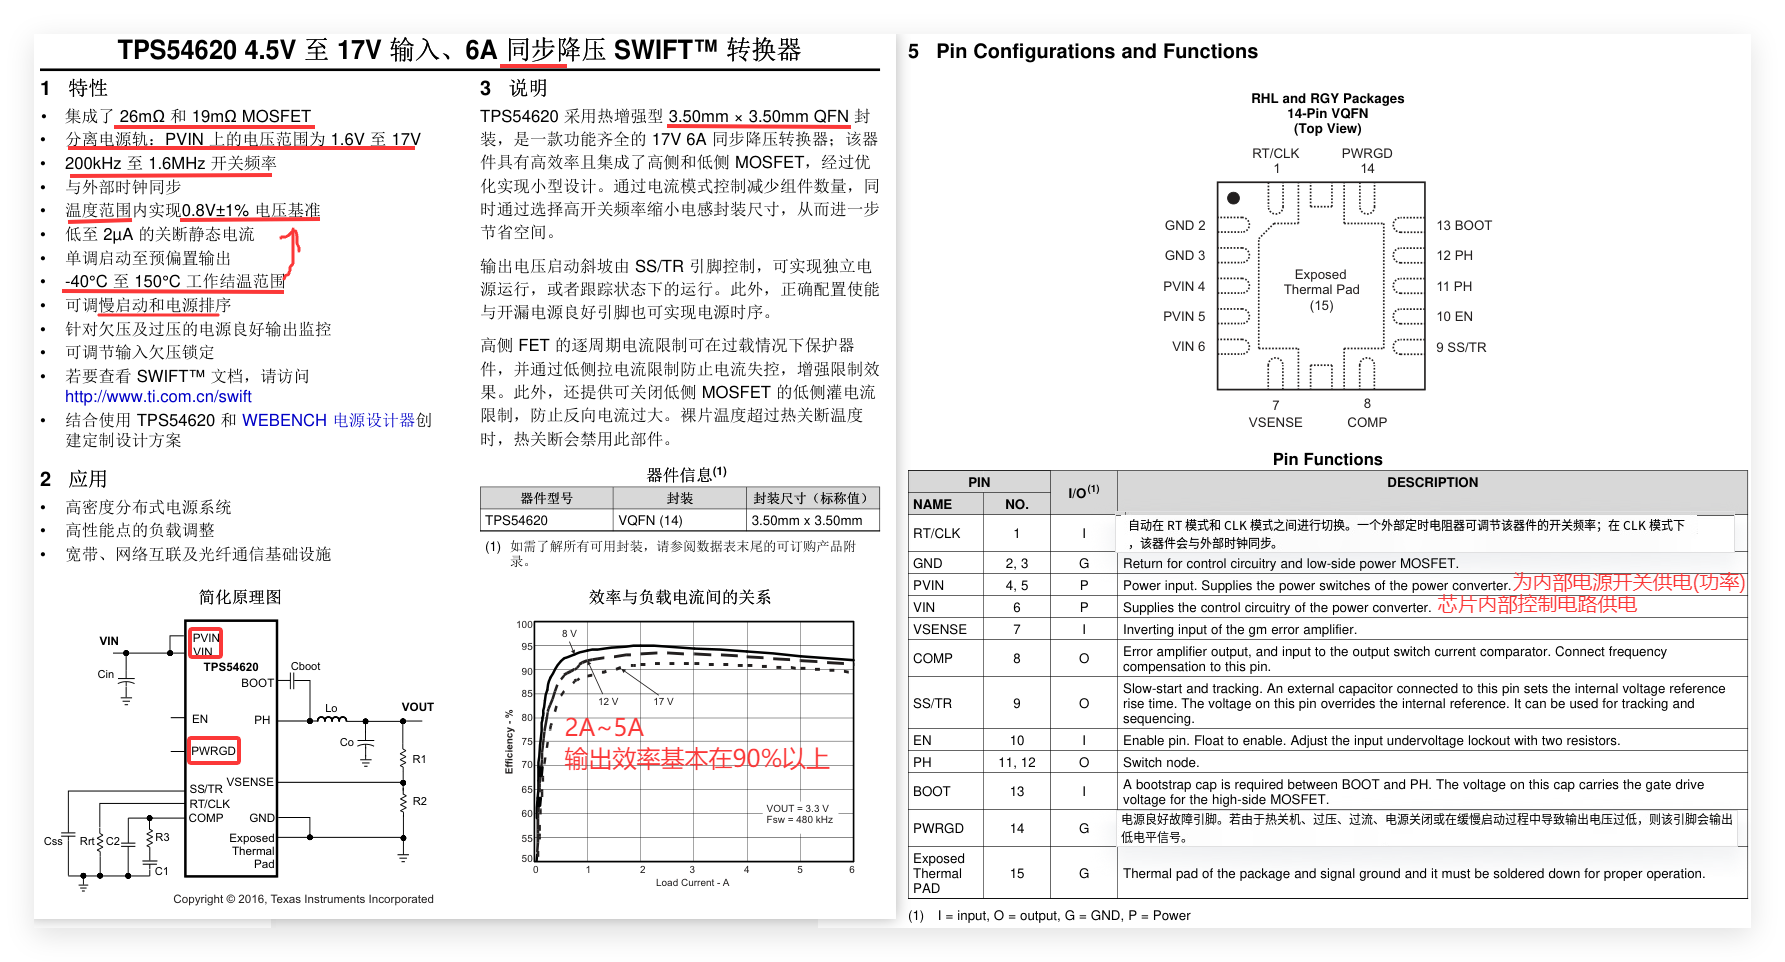 TPS54620 4.5V 至 17V 输入、6A 同步降压 SWIFT™ 转换器
1 特性
• 集成了 26mΩ 和 19mΩ MOSFET
• 分离电源轨：PVIN 上的电压范围为 1.6V 至 17V
• 200kHz 至 1.6MHz 开关频率
• 与外部时钟同步
• 温度范围内实现0.8V±1% 电压基准
• 低至 2µA 的关断静态电流
• 单调启动至预偏置输出
• -40°C 至 150°C 工作结温范围
• 可调慢启动和电源排序
• 针对欠压及过压的电源良好输出监控
• 可调节输入欠压锁定
• 若要查看 SWIFT™ 文档，请访问
http://www.ti.com.cn/swift
• 结合使用 TPS54620 和 WEBENCH 电源设计器创
建定制设计方案
2 应用
• 高密度分布式电源系统
• 高性能点的负载调整
• 宽带、网络互联及光纤通信基础设施
简化原理图
VIN
PVIN
VIN
TPS54620
Cboot
Cin
BOOT
VOUT
Lo
EN
PH
Co
PWRGD
R1
VSENSE
SS/TR
RT/CLK
R2
COMP
GND
Css
Rrt
C2
R3
Exposed
Thermal
Pad
C1
Copyright © 2016, Texas Instruments Incorporated
3 说明
TPS54620 采用热增强型 3.50mm × 3.50mm QFN 封
装，是一款功能齐全的 17V 6A 同步降压转换器；该器
件具有高效率且集成了高侧和低侧 MOSFET，经过优
化实现小型设计。通过电流模式控制减少组件数量，同
时通过选择高开关频率缩小电感封装尺寸，从而进一步
节省空间。
输出电压启动斜坡由 SS/TR 引脚控制，可实现独立电
源运行，或者跟踪状态下的运行。此外，正确配置使能
与开漏电源良好引脚也可实现电源时序。
高侧 FET 的逐周期电流限制可在过载情况下保护器
件，并通过低侧拉电流限制防止电流失控，增强限制效
果。此外，还提供可关闭低侧 MOSFET 的低侧灌电流
限制，防止反向电流过大。裸片温度超过热关断温度
时，热关断会禁用此部件。
器件信息(1)
器件型号 封装 封装尺寸（标称值）
TPS54620 VQFN (14) 3.50mm x 3.50mm
(1) 如需了解所有可用封装，请参阅数据表末尾的可订购产品附
录。
效率与负载电流间的关系
100
95
90
85
80
75
70
65
60
55
50
Efficiency - %
8 V
12 V
17 V
2A~5A
输出效率基本在90%以上
VOUT = 3.3 V
Fsw = 480 kHz
0 1 2 3 4 5 6
Load Current - A
5 Pin Configurations and Functions
RHL and RGY Packages
14-Pin VQFN
(Top View)
RT/CLK PWRGD
1 14
GND 2 13 BOOT
GND 3 12 PH
PVIN 4 11 PH
PVIN 5 10 EN
VIN 6 9 SS/TR
Exposed
Thermal Pad
(15)
7 8
VSENSE COMP
Pin Functions
PIN I/O(1) DESCRIPTION
NAME NO.
RT/CLK 1 I 自动在 RT 模式和 CLK 模式之间进行切换。一个外部定时电阻器可调节该器件的开关频率；在 CLK 模式下
，该器件会与外部时钟同步。
GND 2, 3 G Return for control circuitry and low-side power MOSFET.
PVIN 4, 5 P Power input. Supplies the power switches of the power converter. 为内部电源开关供电(功率)
VIN 6 P Supplies the control circuitry of the power converter. 芯片内部控制电路供电
VSENSE 7 I Inverting input of the gm error amplifier.
COMP 8 O Error amplifier output, and input to the output switch current comparator. Connect frequency
compensation to this pin.
SS/TR 9 O Slow-start and tracking. An external capacitor connected to this pin sets the internal voltage reference
rise time. The voltage on this pin overrides the internal reference. It can be used for tracking and
sequencing.
EN 10 I Enable pin. Float to enable. Adjust the input undervoltage lockout with two resistors.
PH 11, 12 O Switch node.
BOOT 13 I A bootstrap cap is required between BOOT and PH. The voltage on this cap carries the gate drive
voltage for the high-side MOSFET.
PWRGD 14 G 电源良好故障引脚。若由于热关机、过压、过流、电源关闭或在缓慢启动过程中导致输出电压过低，则该引脚会输出
低电平信号。
Exposed
Thermal
PAD 15 G Thermal pad of the package and signal ground and it must be soldered down for proper operation.
(1) I = input, O = output, G = GND, P = Power